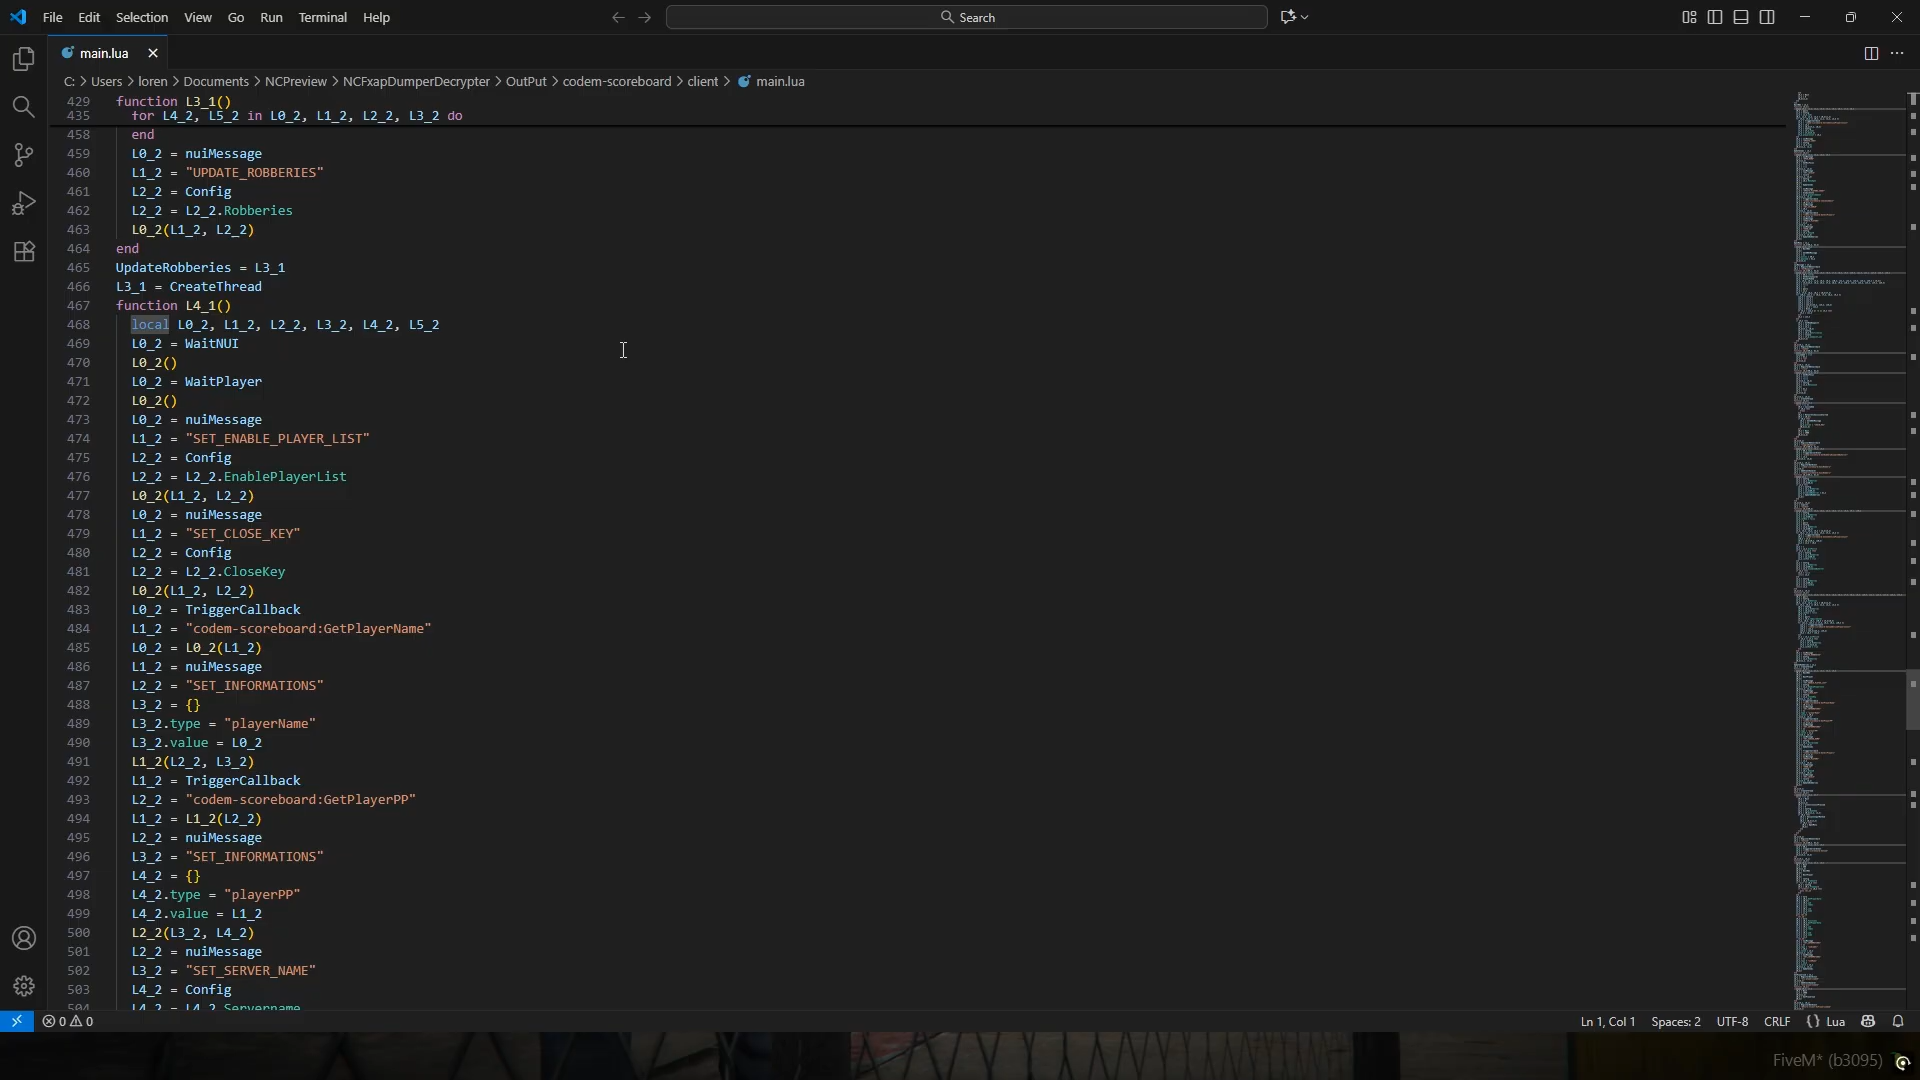 File Edit Selection View Go Run Terminal Help
Search
main.lua
C: > Users > loren > Documents > NCPreview > NCFxapDumperDecrypter > OutPut > codem-scoreboard > client > main.lua
429 function L3_1()
435 for L4_2, L5_2 in L0_2, L1_2, L2_2, L3_2 do
458 end
459 L0_2 = nuiMessage
460 L1_2 = "UPDATE_ROBBERIES"
461 L2_2 = Config
462 L2_2 = L2_2.Robberies
463 L0_2(L1_2, L2_2)
464 end
465 UpdateRobberies = L3_1
466 L3_1 = CreateThread
467 function L4_1()
468 local L0_2, L1_2, L2_2, L3_2, L4_2, L5_2
469 L0_2 = WaitNUI
470 L0_2()
471 L0_2 = WaitPlayer
472 L0_2()
473 L0_2 = nuiMessage
474 L1_2 = "SET_ENABLE_PLAYER_LIST"
475 L2_2 = Config
476 L2_2 = L2_2.EnablePlayerList
477 L0_2(L1_2, L2_2)
478 L0_2 = nuiMessage
479 L1_2 = "SET_CLOSE_KEY"
480 L2_2 = Config
481 L2_2 = L2_2.CloseKey
482 L0_2(L1_2, L2_2)
483 L0_2 = TriggerCallback
484 L1_2 = "codem-scoreboard:GetPlayerName"
485 L0_2 = L0_2(L1_2)
486 L1_2 = nuiMessage
487 L2_2 = "SET_INFORMATIONS"
488 L3_2 = {}
489 L3_2.type = "playerName"
490 L3_2.value = L0_2
491 L1_2(L2_2, L3_2)
492 L1_2 = TriggerCallback
493 L2_2 = "codem-scoreboard:GetPlayerPP"
494 L1_2 = L1_2(L2_2)
495 L2_2 = nuiMessage
496 L3_2 = "SET_INFORMATIONS"
497 L4_2 = {}
498 L4_2.type = "playerPP"
499 L4_2.value = L1_2
500 L2_2(L3_2, L4_2)
501 L2_2 = nuiMessage
502 L3_2 = "SET_SERVER_NAME"
503 L4_2 = Config
504 L4_2 = L4_2.Servername
0 0 Ln 1, Col 1 Spaces: 2 UTF-8 CRLF {} Lua
FiveM* (b3095)